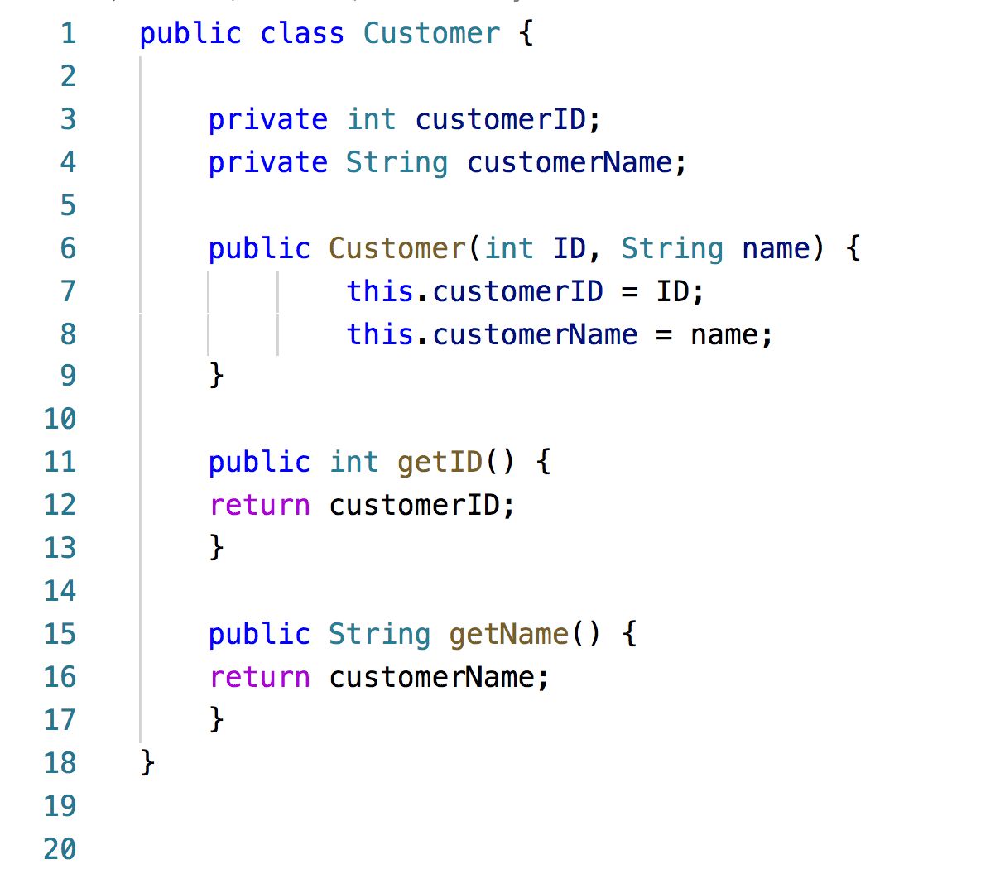 1 public class Customer {
2
3 private int customerID;
4 private String customerName;
5
6 public Customer(int ID, String name) {
7 this.customerID = ID;
8 this.customerName = name;
9 }
10
11 public int getID() {
12 return customerID;
13 }
14
15 public String getName() {
16 return customerName;
17 }
18 }
19
20